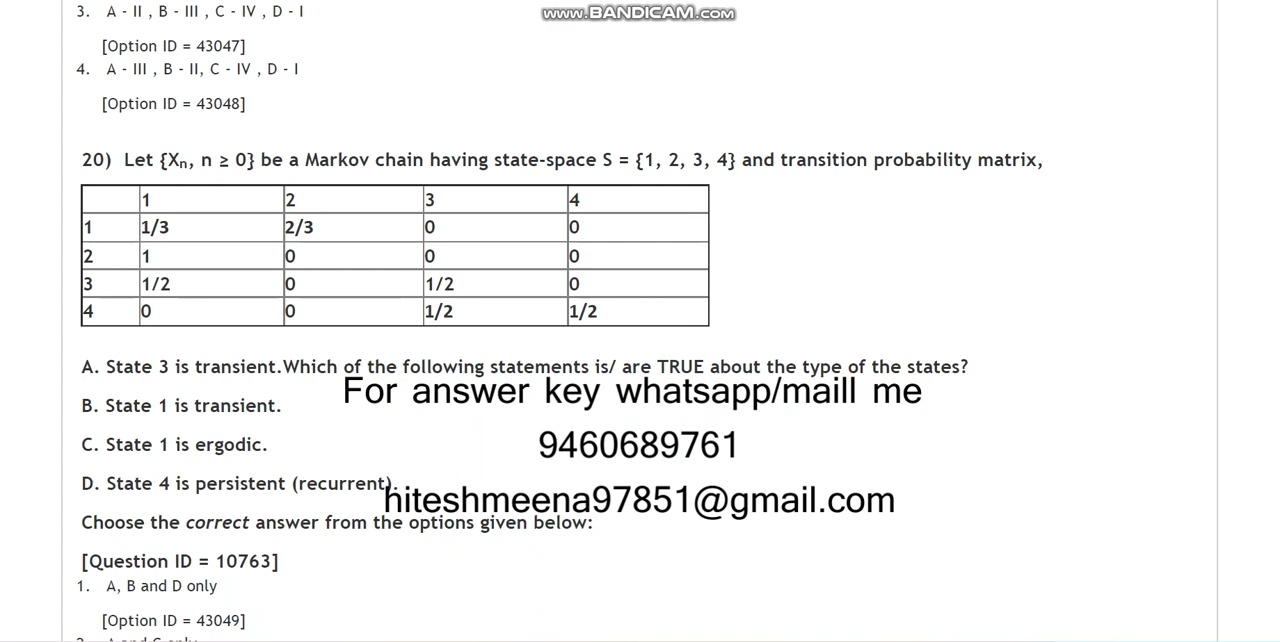 3. A - II , B - III , C - IV , D - I
www.BANDICAM.com
[Option ID = 43047]
4. A - III , B - II, C - IV , D - I
[Option ID = 43048]
20) Let {Xn, n ≥ 0} be a Markov chain having state-space S = {1, 2, 3, 4} and transition probability matrix,
1 2 3 4
1 1/3 2/3 0 0
2 1 0 0 0
3 1/2 0 1/2 0
4 0 0 1/2 1/2
A. State 3 is transient.Which of the following statements is/ are TRUE about the type of the states?
For answer key whatsapp/maill me
B. State 1 is transient.
C. State 1 is ergodic.
9460689761
D. State 4 is persistent (recurrent).
hiteshmeena97851@gmail.com
Choose the correct answer from the options given below:
[Question ID = 10763]
1. A, B and D only
[Option ID = 43049]